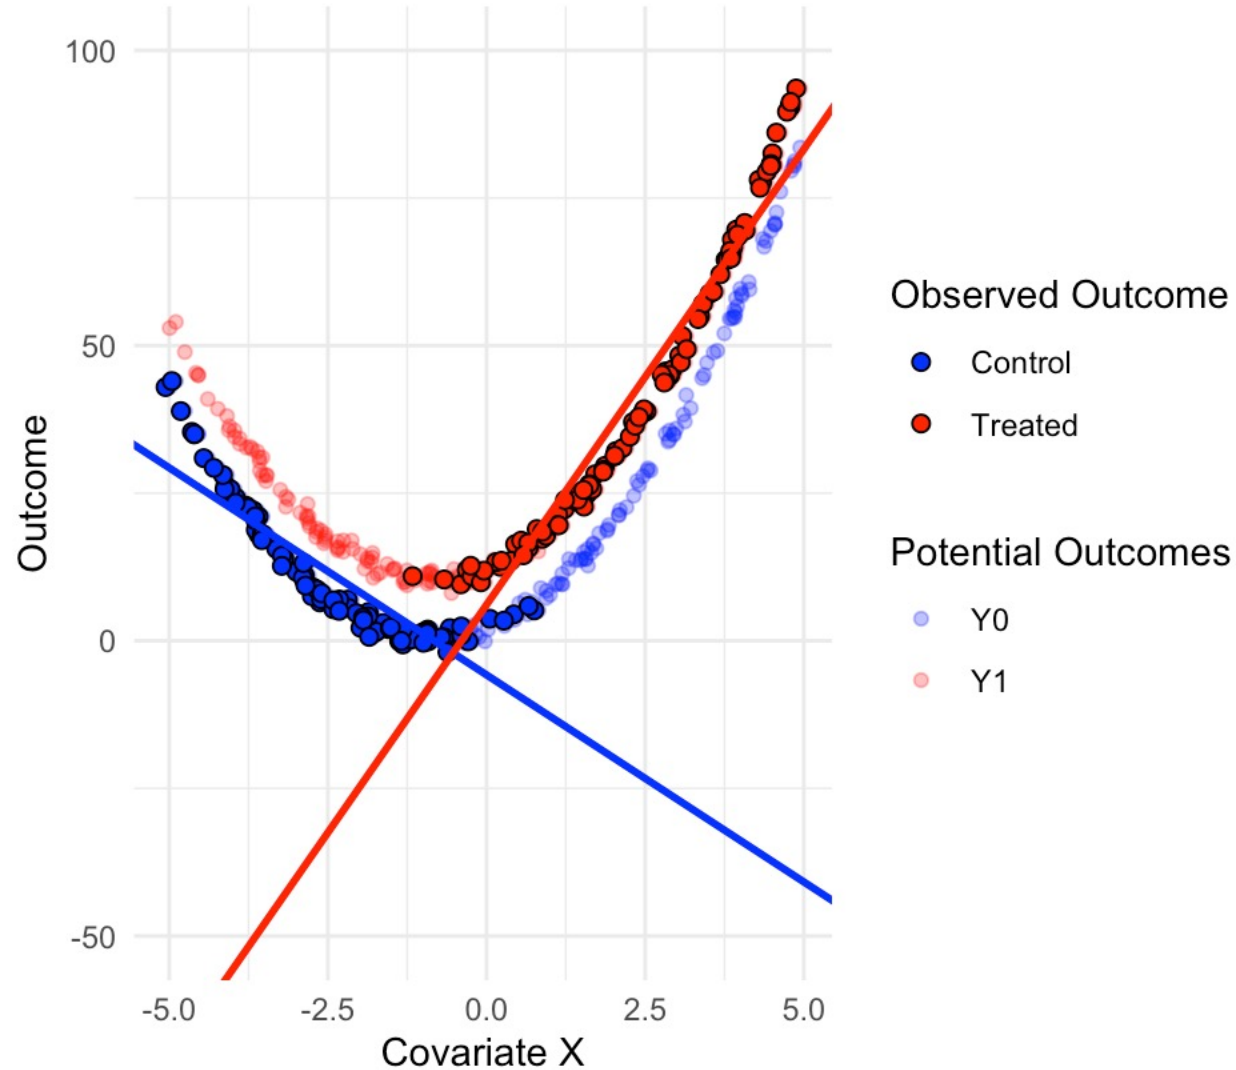 100
50
0
-50
Outcome
-5.0
-2.5
0.0
2.5
5.0
Covariate X
Observed Outcome
Control
Treated
Potential Outcomes
Y0
Y1